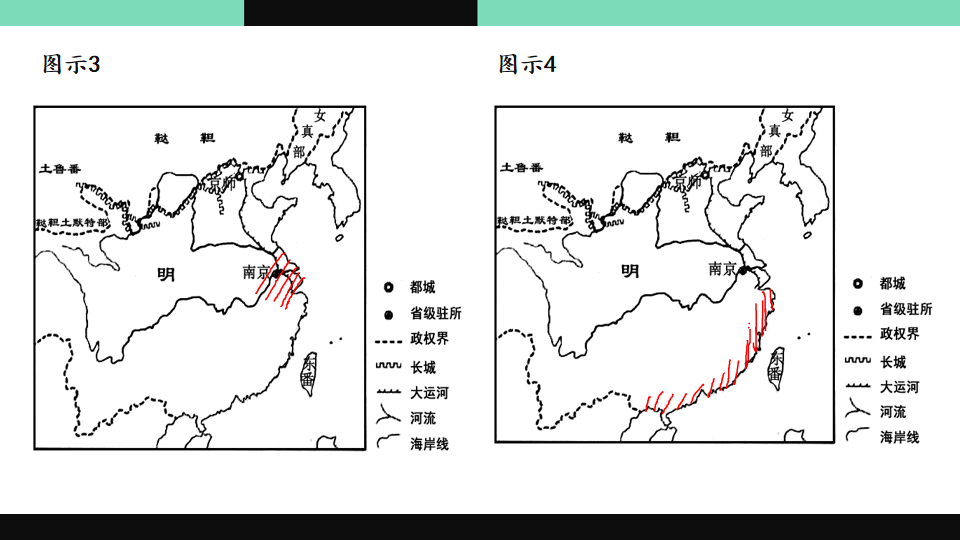 图示3
图示4
鞑靼
女
真
部
土鲁番
京师
鞑靼土默特部
明
南京
东
番
都城
省级驻所
政权界
长城
大运河
河流
海岸线
鞑靼
女
真
部
土鲁番
京师
鞑靼土默特部
明
南京
东
番
都城
省级驻所
政权界
长城
大运河
河流
海岸线